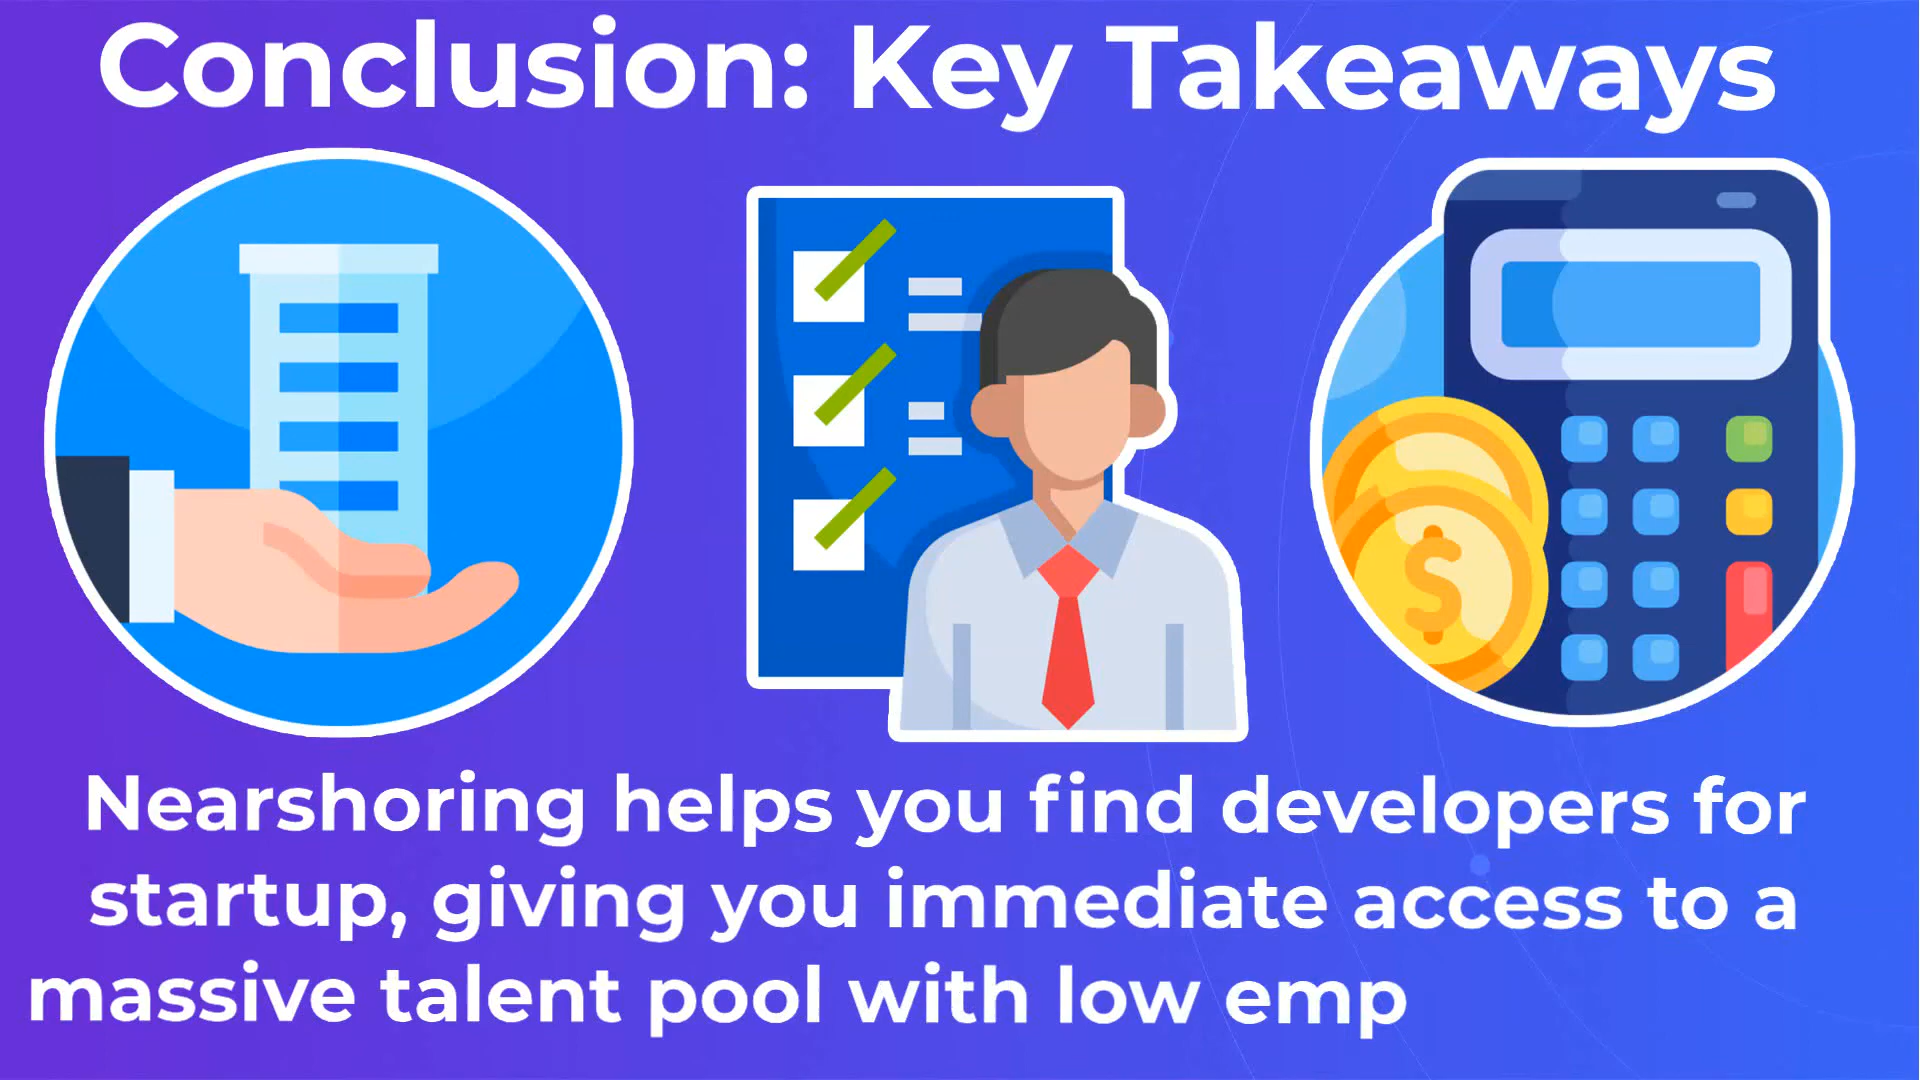 Conclusion: Key Takeaways
Nearshoring helps you find developers for
startup, giving you immediate access to a
massive talent pool with low emp